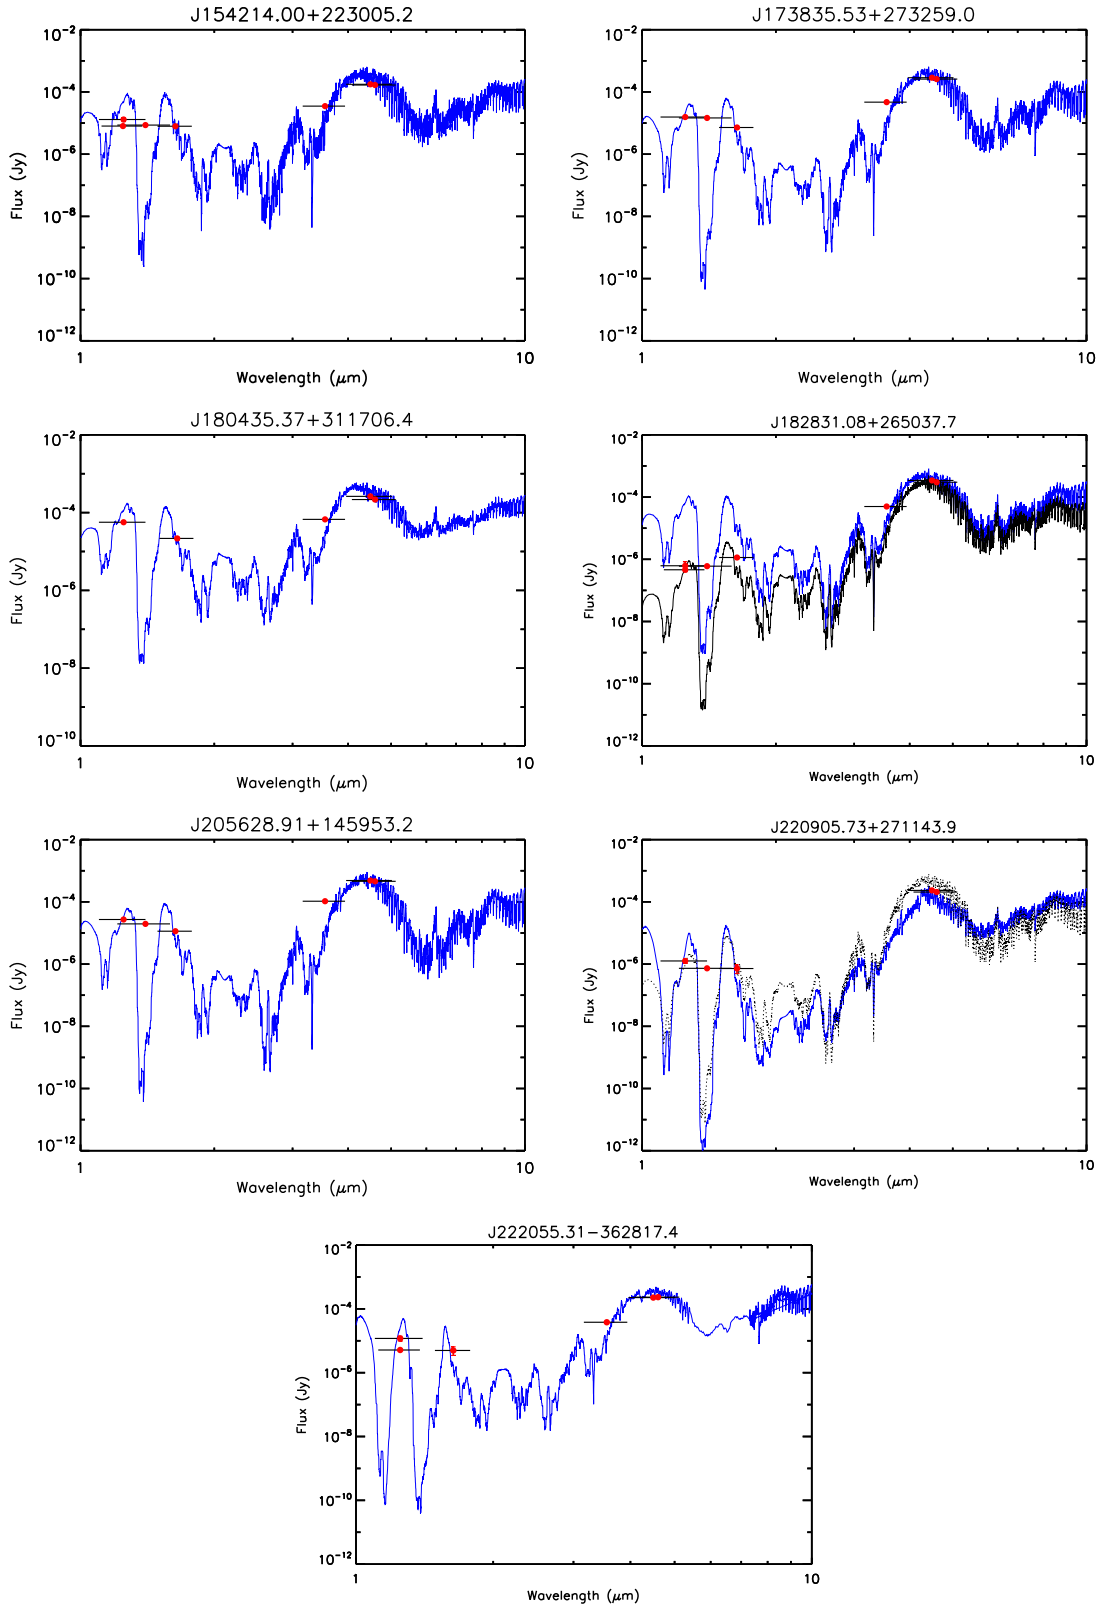 J154214.00+223005.2
10⁻²
10⁻⁴
10⁻⁶
10⁻⁸
10⁻¹⁰
10⁻¹²
Flux (Jy)
1
10
Wavelength (μm)
J173835.53+273259.0
10⁻²
10⁻⁴
10⁻⁶
10⁻⁸
10⁻¹⁰
10⁻¹²
Flux (Jy)
1
10
Wavelength (μm)
J180435.37+311706.4
10⁻²
10⁻⁴
10⁻⁶
10⁻⁸
10⁻¹⁰
Flux (Jy)
1
10
Wavelength (μm)
J182831.08+265037.7
10⁻²
10⁻⁴
10⁻⁶
10⁻⁸
10⁻¹⁰
10⁻¹²
Flux (Jy)
1
10
Wavelength (μm)
J205628.91+145953.2
10⁻²
10⁻⁴
10⁻⁶
10⁻⁸
10⁻¹⁰
10⁻¹²
Flux (Jy)
1
10
Wavelength (μm)
J220905.73+271143.9
10⁻²
10⁻⁴
10⁻�6
10⁻⁸
10⁻¹⁰
10⁻¹²
Flux (Jy)
1
10
Wavelength (μm)
J222055.31−362817.4
10⁻²
10⁻⁴
10⁻⁶
10⁻⁸
10⁻¹⁰
10⁻¹²
Flux (Jy)
1
10
Wavelength (μm)